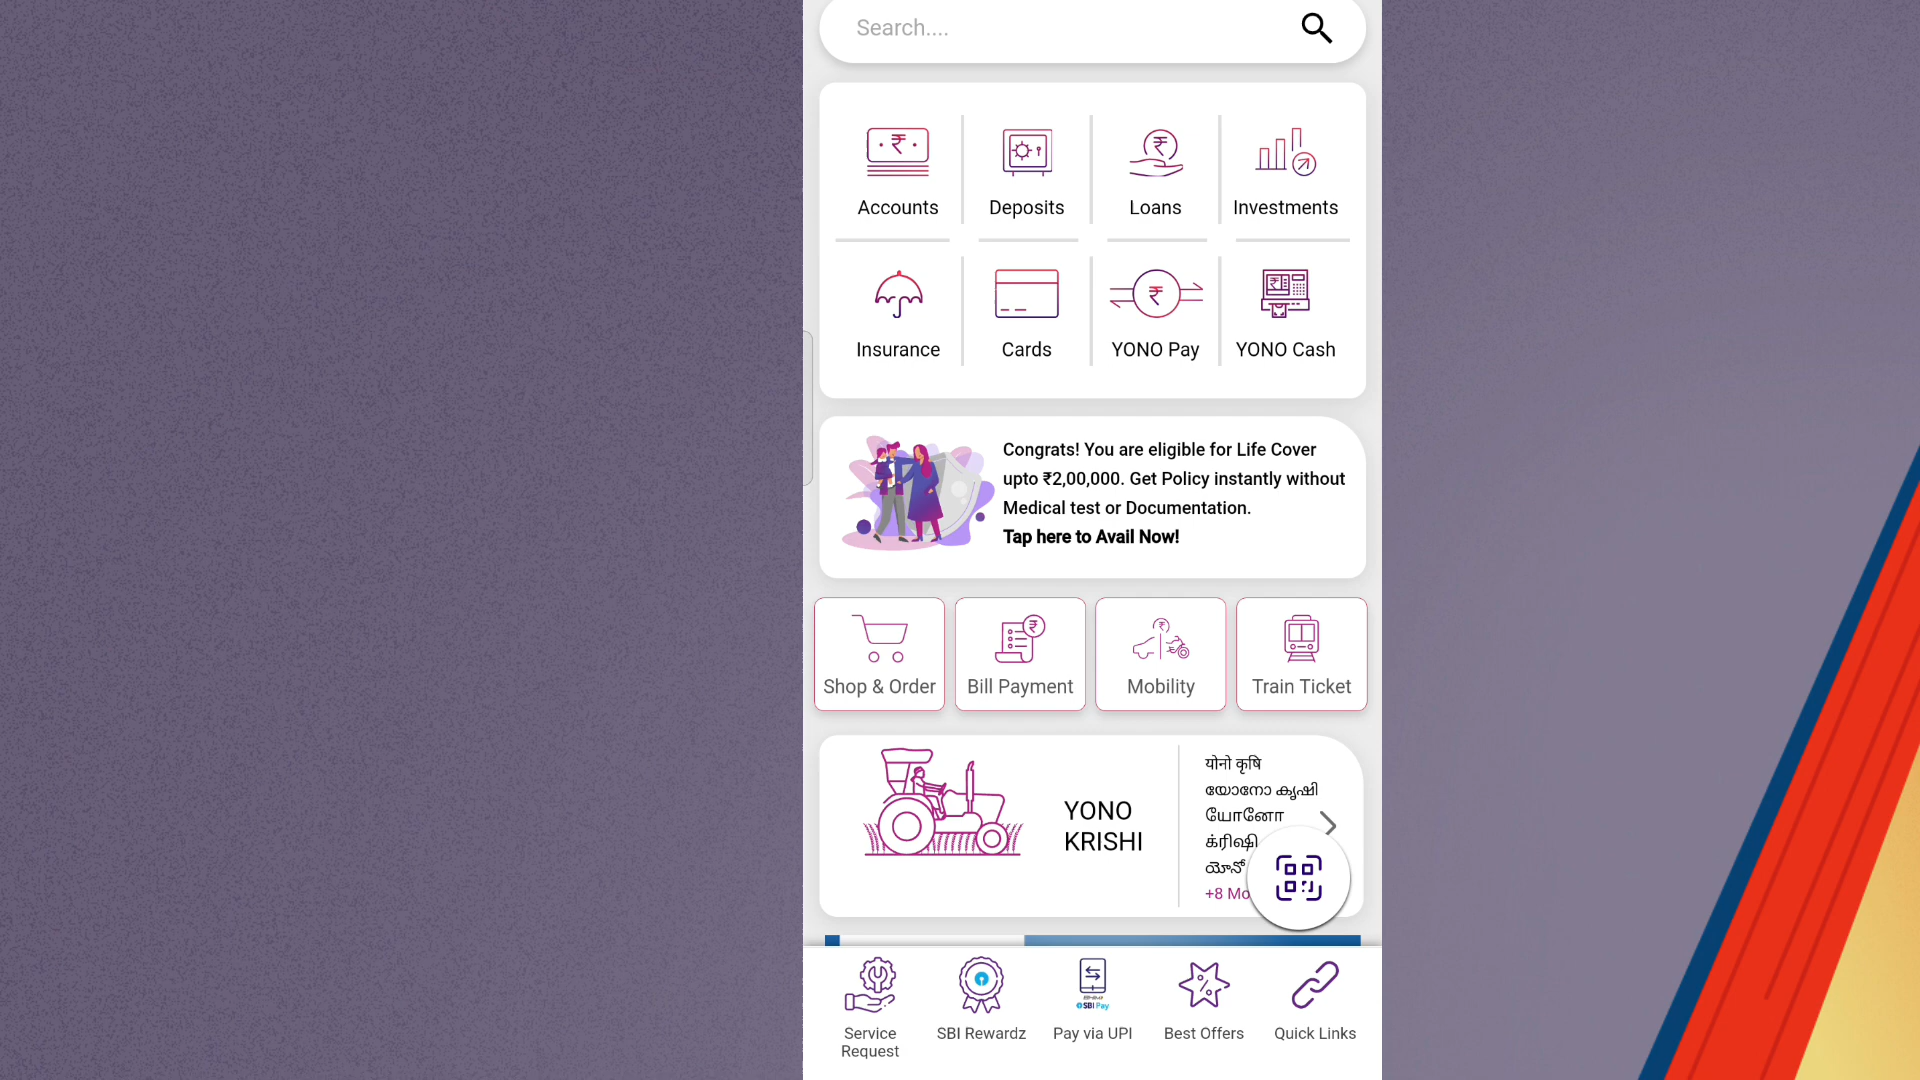 Search....
Accounts
Deposits
Loans
Investments
Insurance
Cards
YONO Pay
YONO Cash
Congrats! You are eligible for Life Cover
upto ₹2,00,000. Get Policy instantly without
Medical test or Documentation.
Tap here to Avail Now!
Shop & Order
Bill Payment
Mobility
Train Ticket
YONO
KRISHI
योनो कृषि
യോനോ കൃഷി
யோனோ
க்ரிஷி
యోనో
+8 Mo
SBI Pay
Service
Request
SBI Rewardz
Pay via UPI
Best Offers
Quick Links